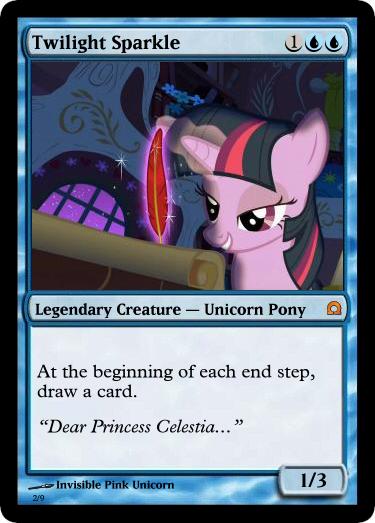 Twilight Sparkle 1
Legendary Creature — Unicorn Pony
At the beginning of each end step,
draw a card.
“Dear Princess Celestia…”
1/3
Invisible Pink Unicorn
2/9